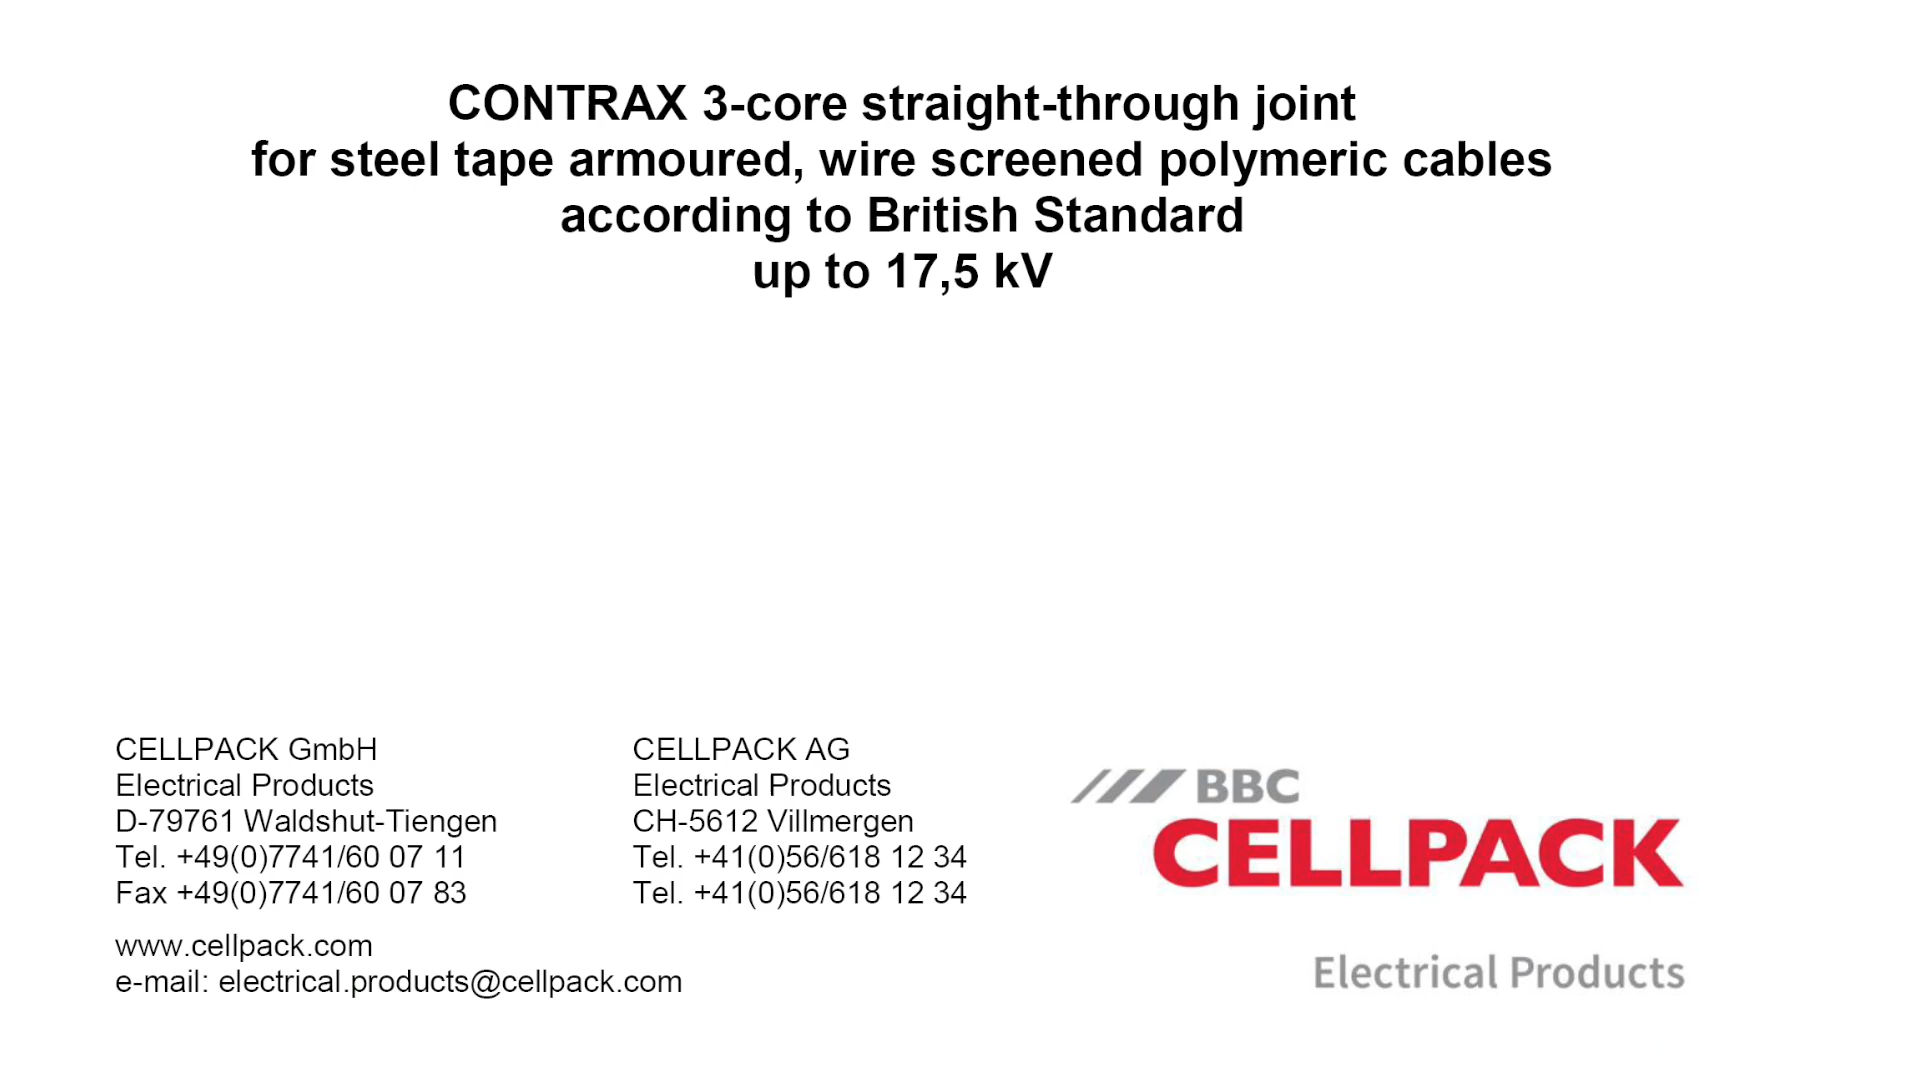 CONTRAX 3-core straight-through joint
for steel tape armoured, wire screened polymeric cables
according to British Standard
up to 17,5 kV
CELLPACK GmbH
Electrical Products
D-79761 Waldshut-Tiengen
Tel. +49(0)7741/60 07 11
Fax +49(0)7741/60 07 83
www.cellpack.com
e-mail: electrical.products@cellpack.com
CELLPACK AG
Electrical Products
CH-5612 Villmergen
Tel. +41(0)56/618 12 34
Tel. +41(0)56/618 12 34
BBC
CELLPACK
Electrical Products